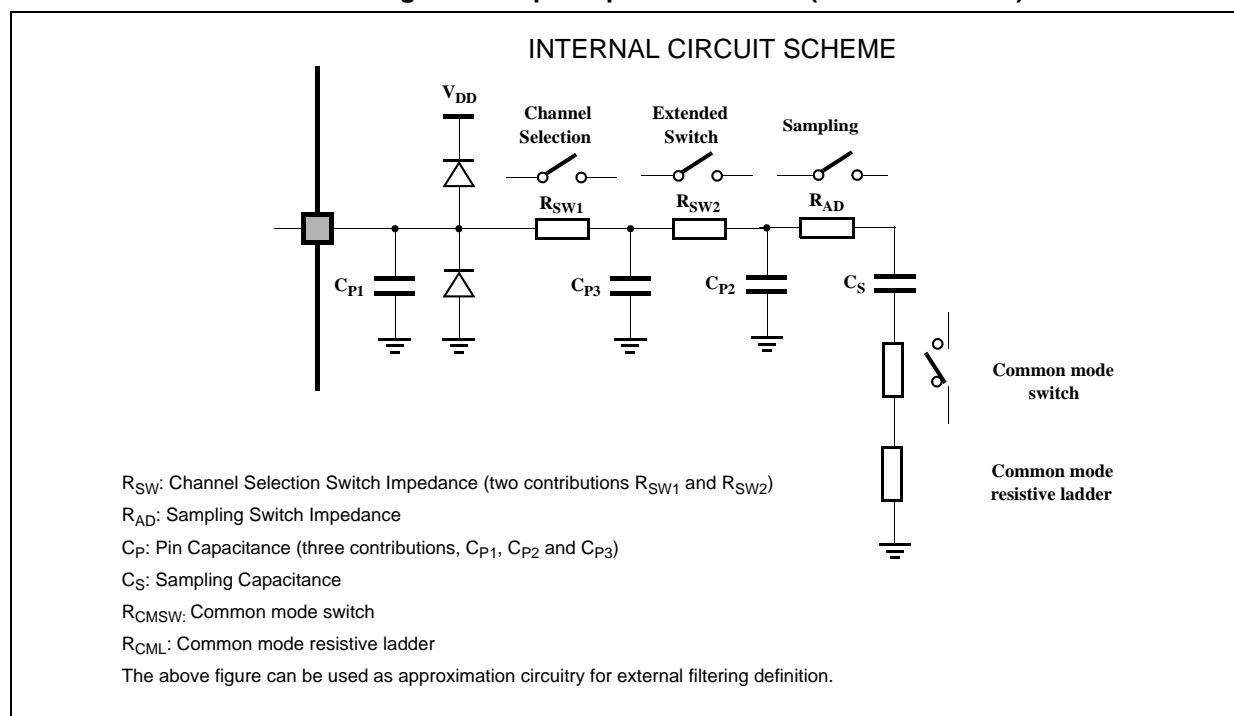 INTERNAL CIRCUIT SCHEME
VDD
Channel
Selection
Extended
Switch
Sampling
RSW1
RSW2
RAD
CP1
CP3
CP2
CS
Common mode
switch
Common mode
resistive ladder
RSW: Channel Selection Switch Impedance (two contributions RSW1 and RSW2)
RAD: Sampling Switch Impedance
CP: Pin Capacitance (three contributions, CP1, CP2 and CP3)
CS: Sampling Capacitance
RCMSW: Common mode switch
RCML: Common mode resistive ladder
The above figure can be used as approximation circuitry for external filtering definition.